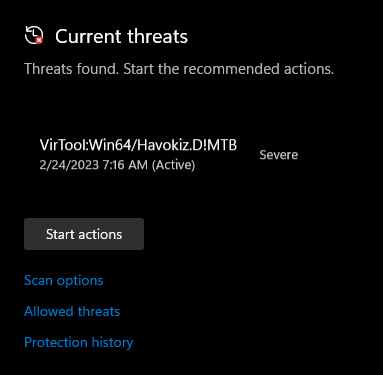 Current threats
Threats found. Start the recommended actions.
VirTool:Win64/Havokiz.D!MTB
2/24/2023 7:16 AM (Active)
Severe
Start actions
Scan options
Allowed threats
Protection history